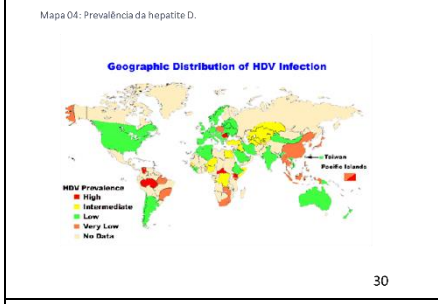 Mapa 04: Prevalência da hepatite D.
Geographic Distribution of HDV Infection
Taiwan
Pacific Islands
HDV Prevalence
High
Intermediate
Low
Very Low
No Data
30